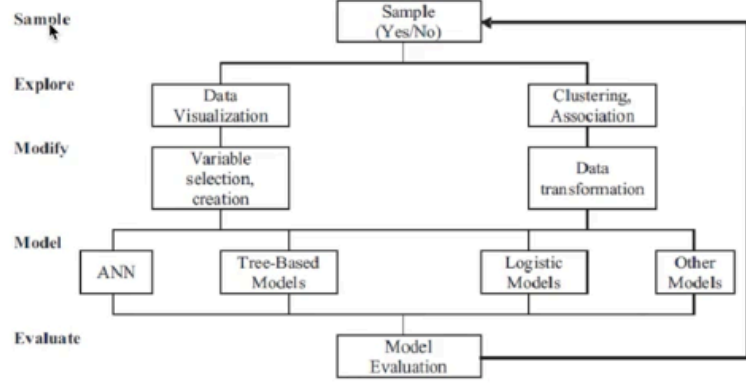 Sample
Sample
(Yes/No)
Explore
Data
Visualization
Clustering,
Association
Modify
Variable
selection,
creation
Data
transformation
Model
ANN
Tree-Based
Models
Logistic
Models
Other
Models
Evaluate
Model
Evaluation